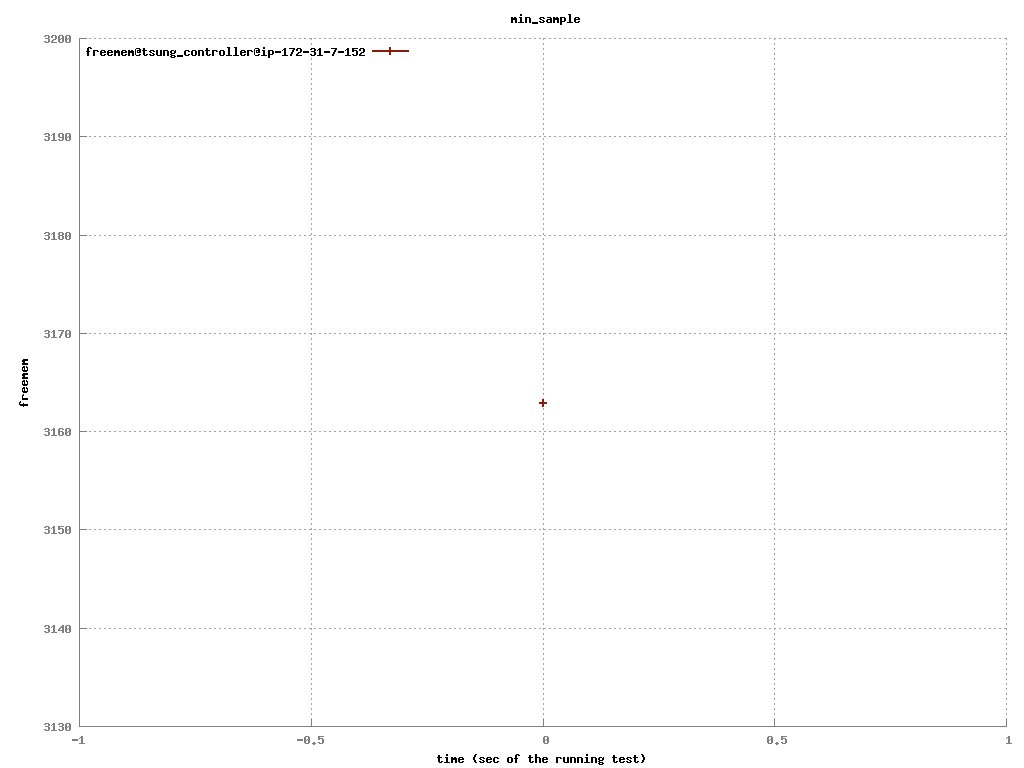 min_sample
3200
freemem@tsung_controller@ip-172-31-7-152
3190
3180
3170
freemem
3160
3150
3140
3130
-1 -0.5 0 0.5 1
time (sec of the running test)